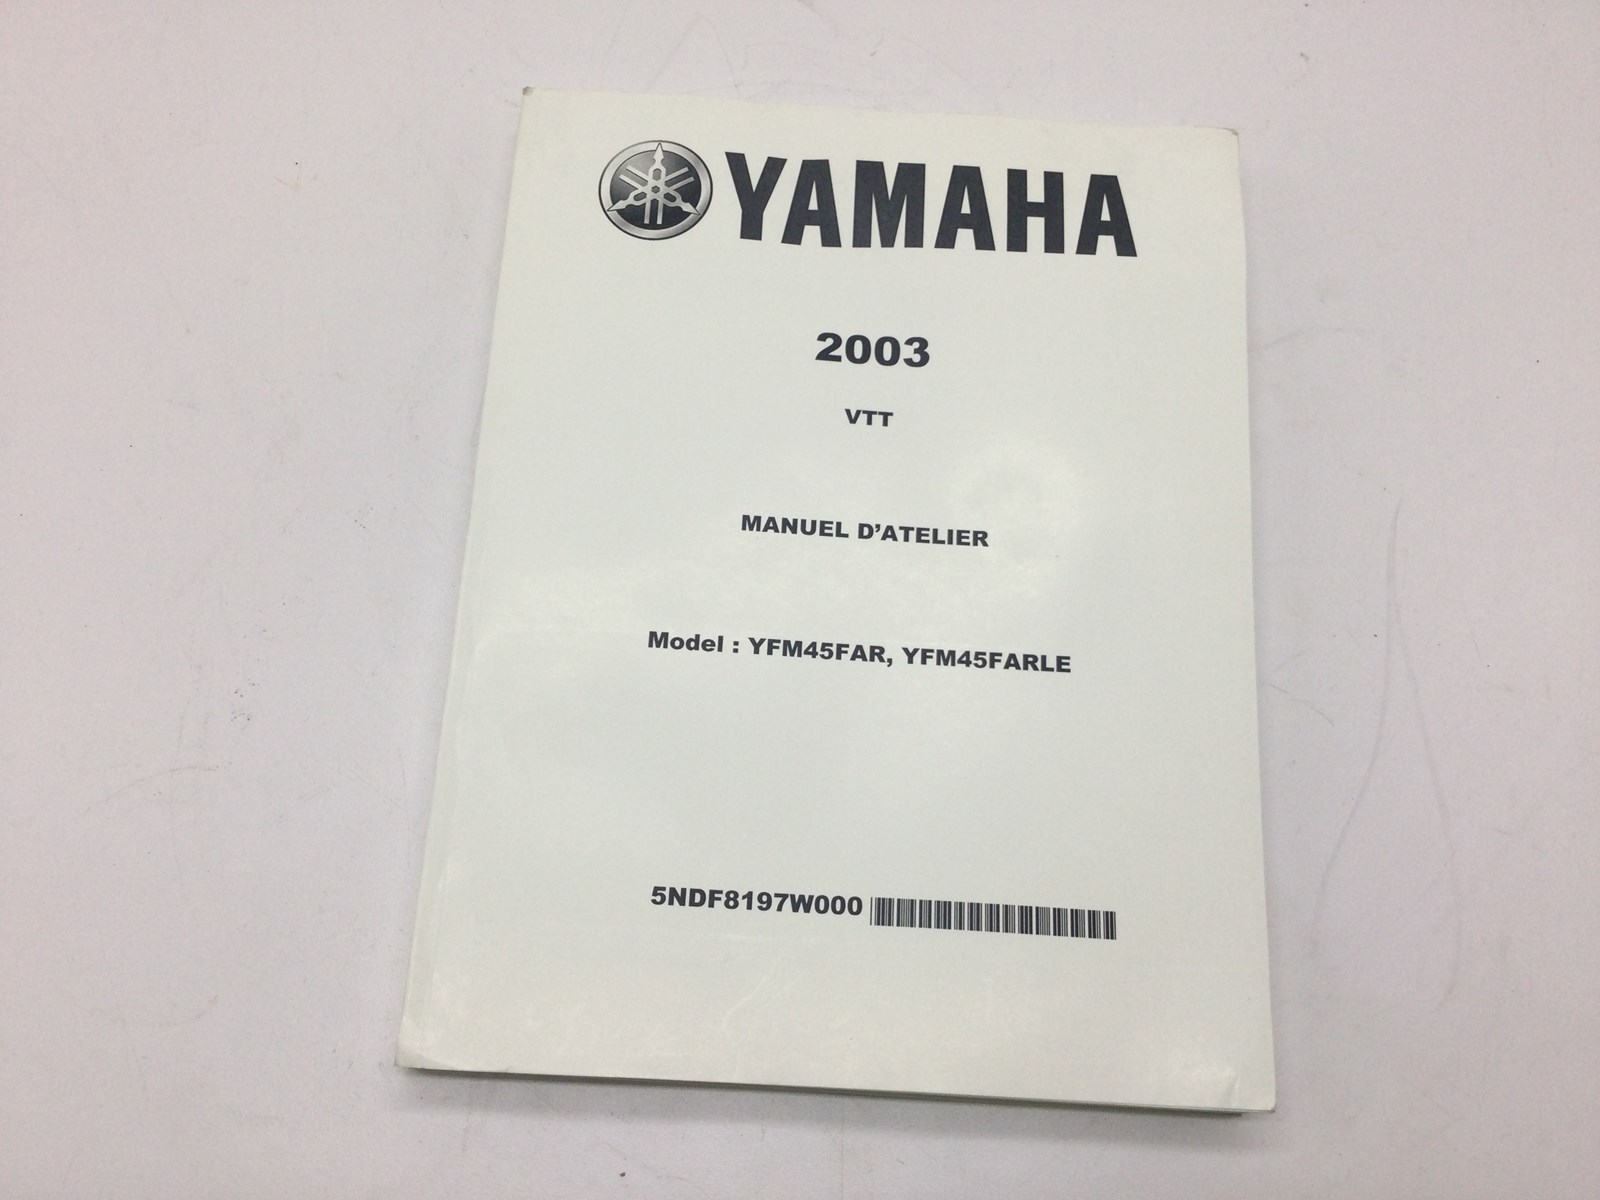 YAMAHA
2003
VTT
MANUEL D'ATELIER
Model : YFM45FAR, YFM45FARLE
5NDF8197W000